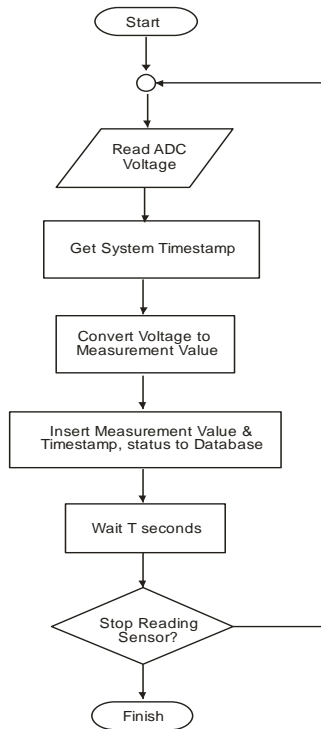 Start
Read ADC
Voltage
Get System Timestamp
Convert Voltage to
Measurement Value
Insert Measurement Value &
Timestamp, status to Database
Wait T seconds
Stop Reading
Sensor?
Finish